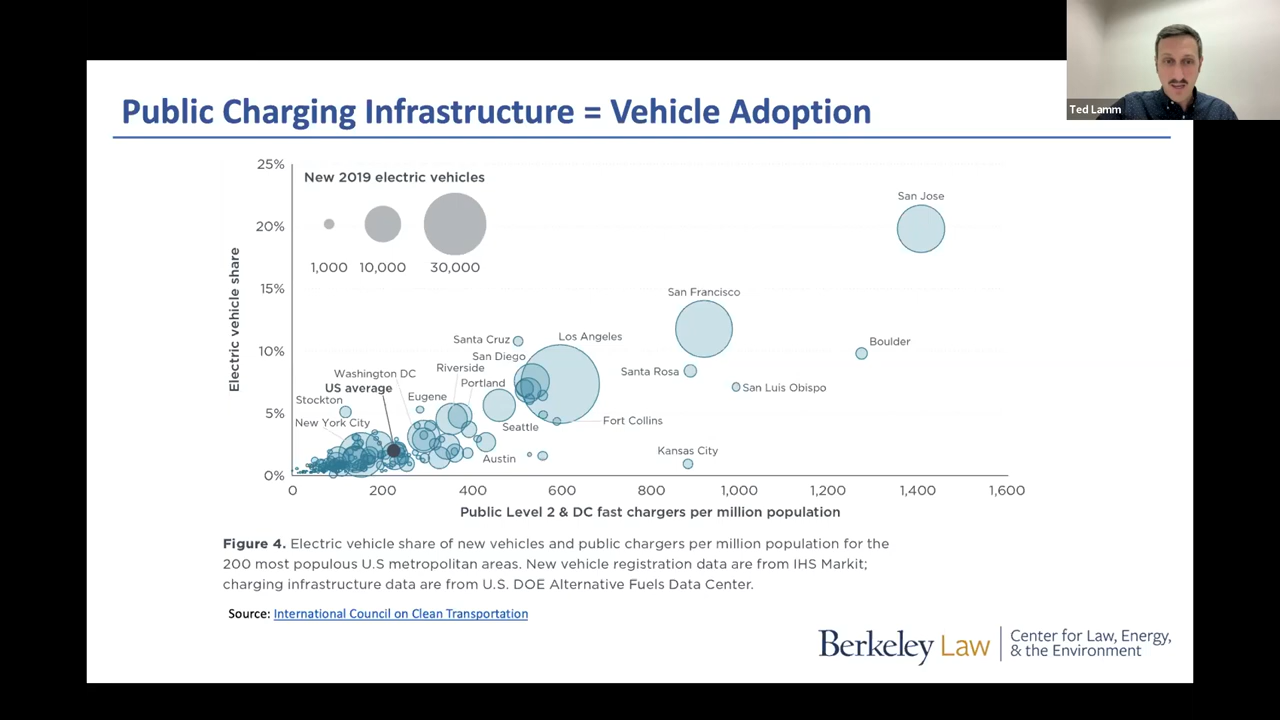 Ted Lamm
Public Charging Infrastructure = Vehicle Adoption
25%
20%
15%
10%
5%
0%
Electric vehicle share
New 2019 electric vehicles
1,000 10,000 30,000
San Jose
San Francisco
Los Angeles
Santa Cruz
San Diego
Boulder
Riverside
Washington DC
Santa Rosa
Portland
US average
San Luis Obispo
Eugene
Stockton
New York City
Seattle
Fort Collins
Austin
Kansas City
0 200 400 600 800 1,000 1,200 1,400 1,600
Public Level 2 & DC fast chargers per million population
Figure 4. Electric vehicle share of new vehicles and public chargers per million population for the
200 most populous U.S metropolitan areas. New vehicle registration data are from IHS Markit;
charging infrastructure data are from U.S. DOE Alternative Fuels Data Center.
Source: International Council on Clean Transportation
Berkeley Law
Center for Law, Energy,
& the Environment